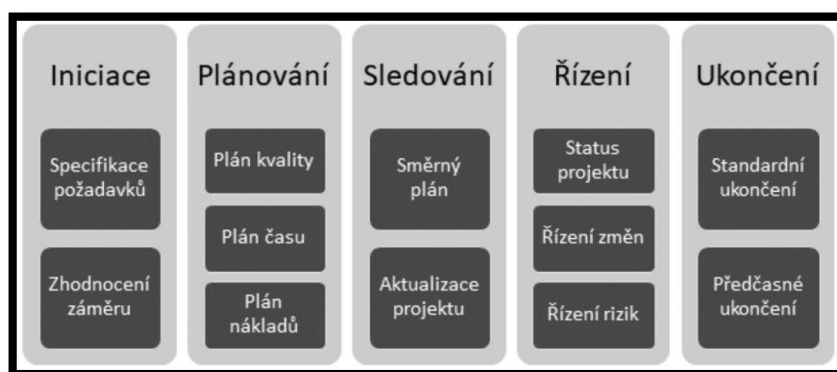 Iniciace
Specifikace
požadavků
Zhodnocení
záměru
Plánování
Plán kvality
Plán času
Plán
nákladů
Sledování
Směrný
plán
Aktualizace
projektu
Řízení
Status
projektu
Řízení změn
Řízení rizik
Ukončení
Standardní
ukončení
Předčasné
ukončení